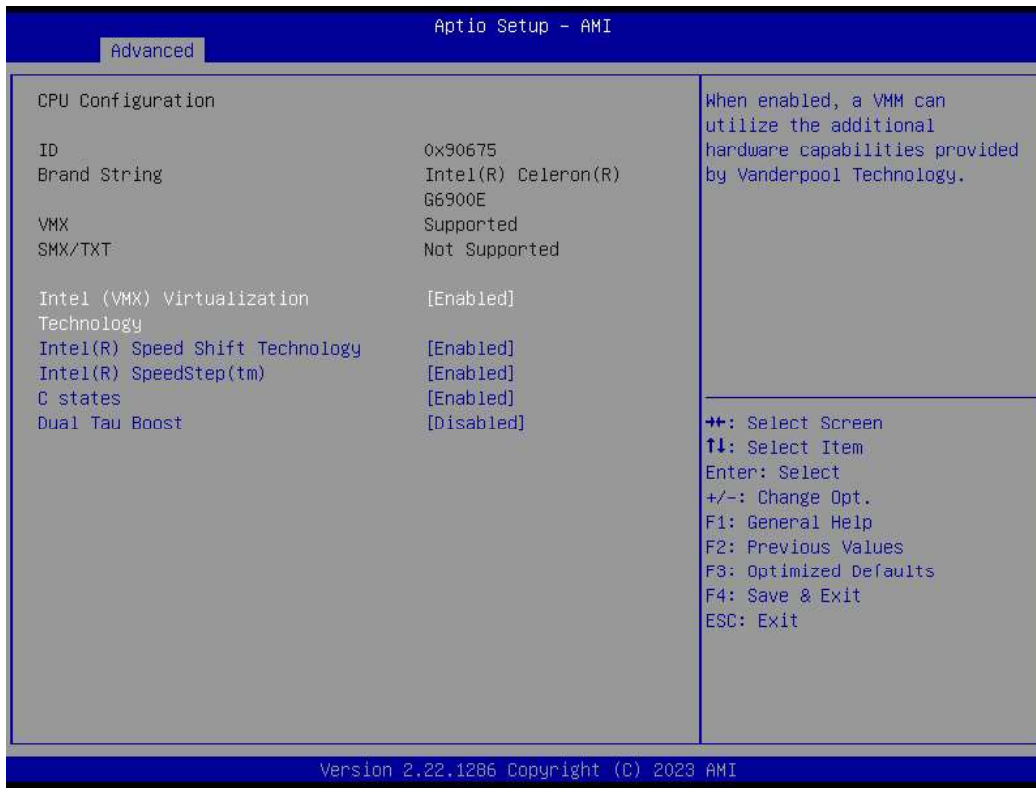 Aptio Setup - AMI
Advanced
CPU Configuration
ID 0x90675
Brand String Intel(R) Celeron(R)
G6900E
VMX Supported
SMX/TXT Not Supported
Intel (VMX) Virtualization [Enabled]
Technology
Intel(R) Speed Shift Technology [Enabled]
Intel(R) SpeedStep(tm) [Enabled]
C states [Enabled]
Dual Tau Boost [Disabled]
When enabled, a VMM can
utilize the additional
hardware capabilities provided
by Vanderpool Technology.
→←: Select Screen
↑↓: Select Item
Enter: Select
+/-: Change Opt.
F1: General Help
F2: Previous Values
F3: Optimized Defaults
F4: Save & Exit
ESC: Exit
Version 2.22.1286 Copyright (C) 2023 AMI